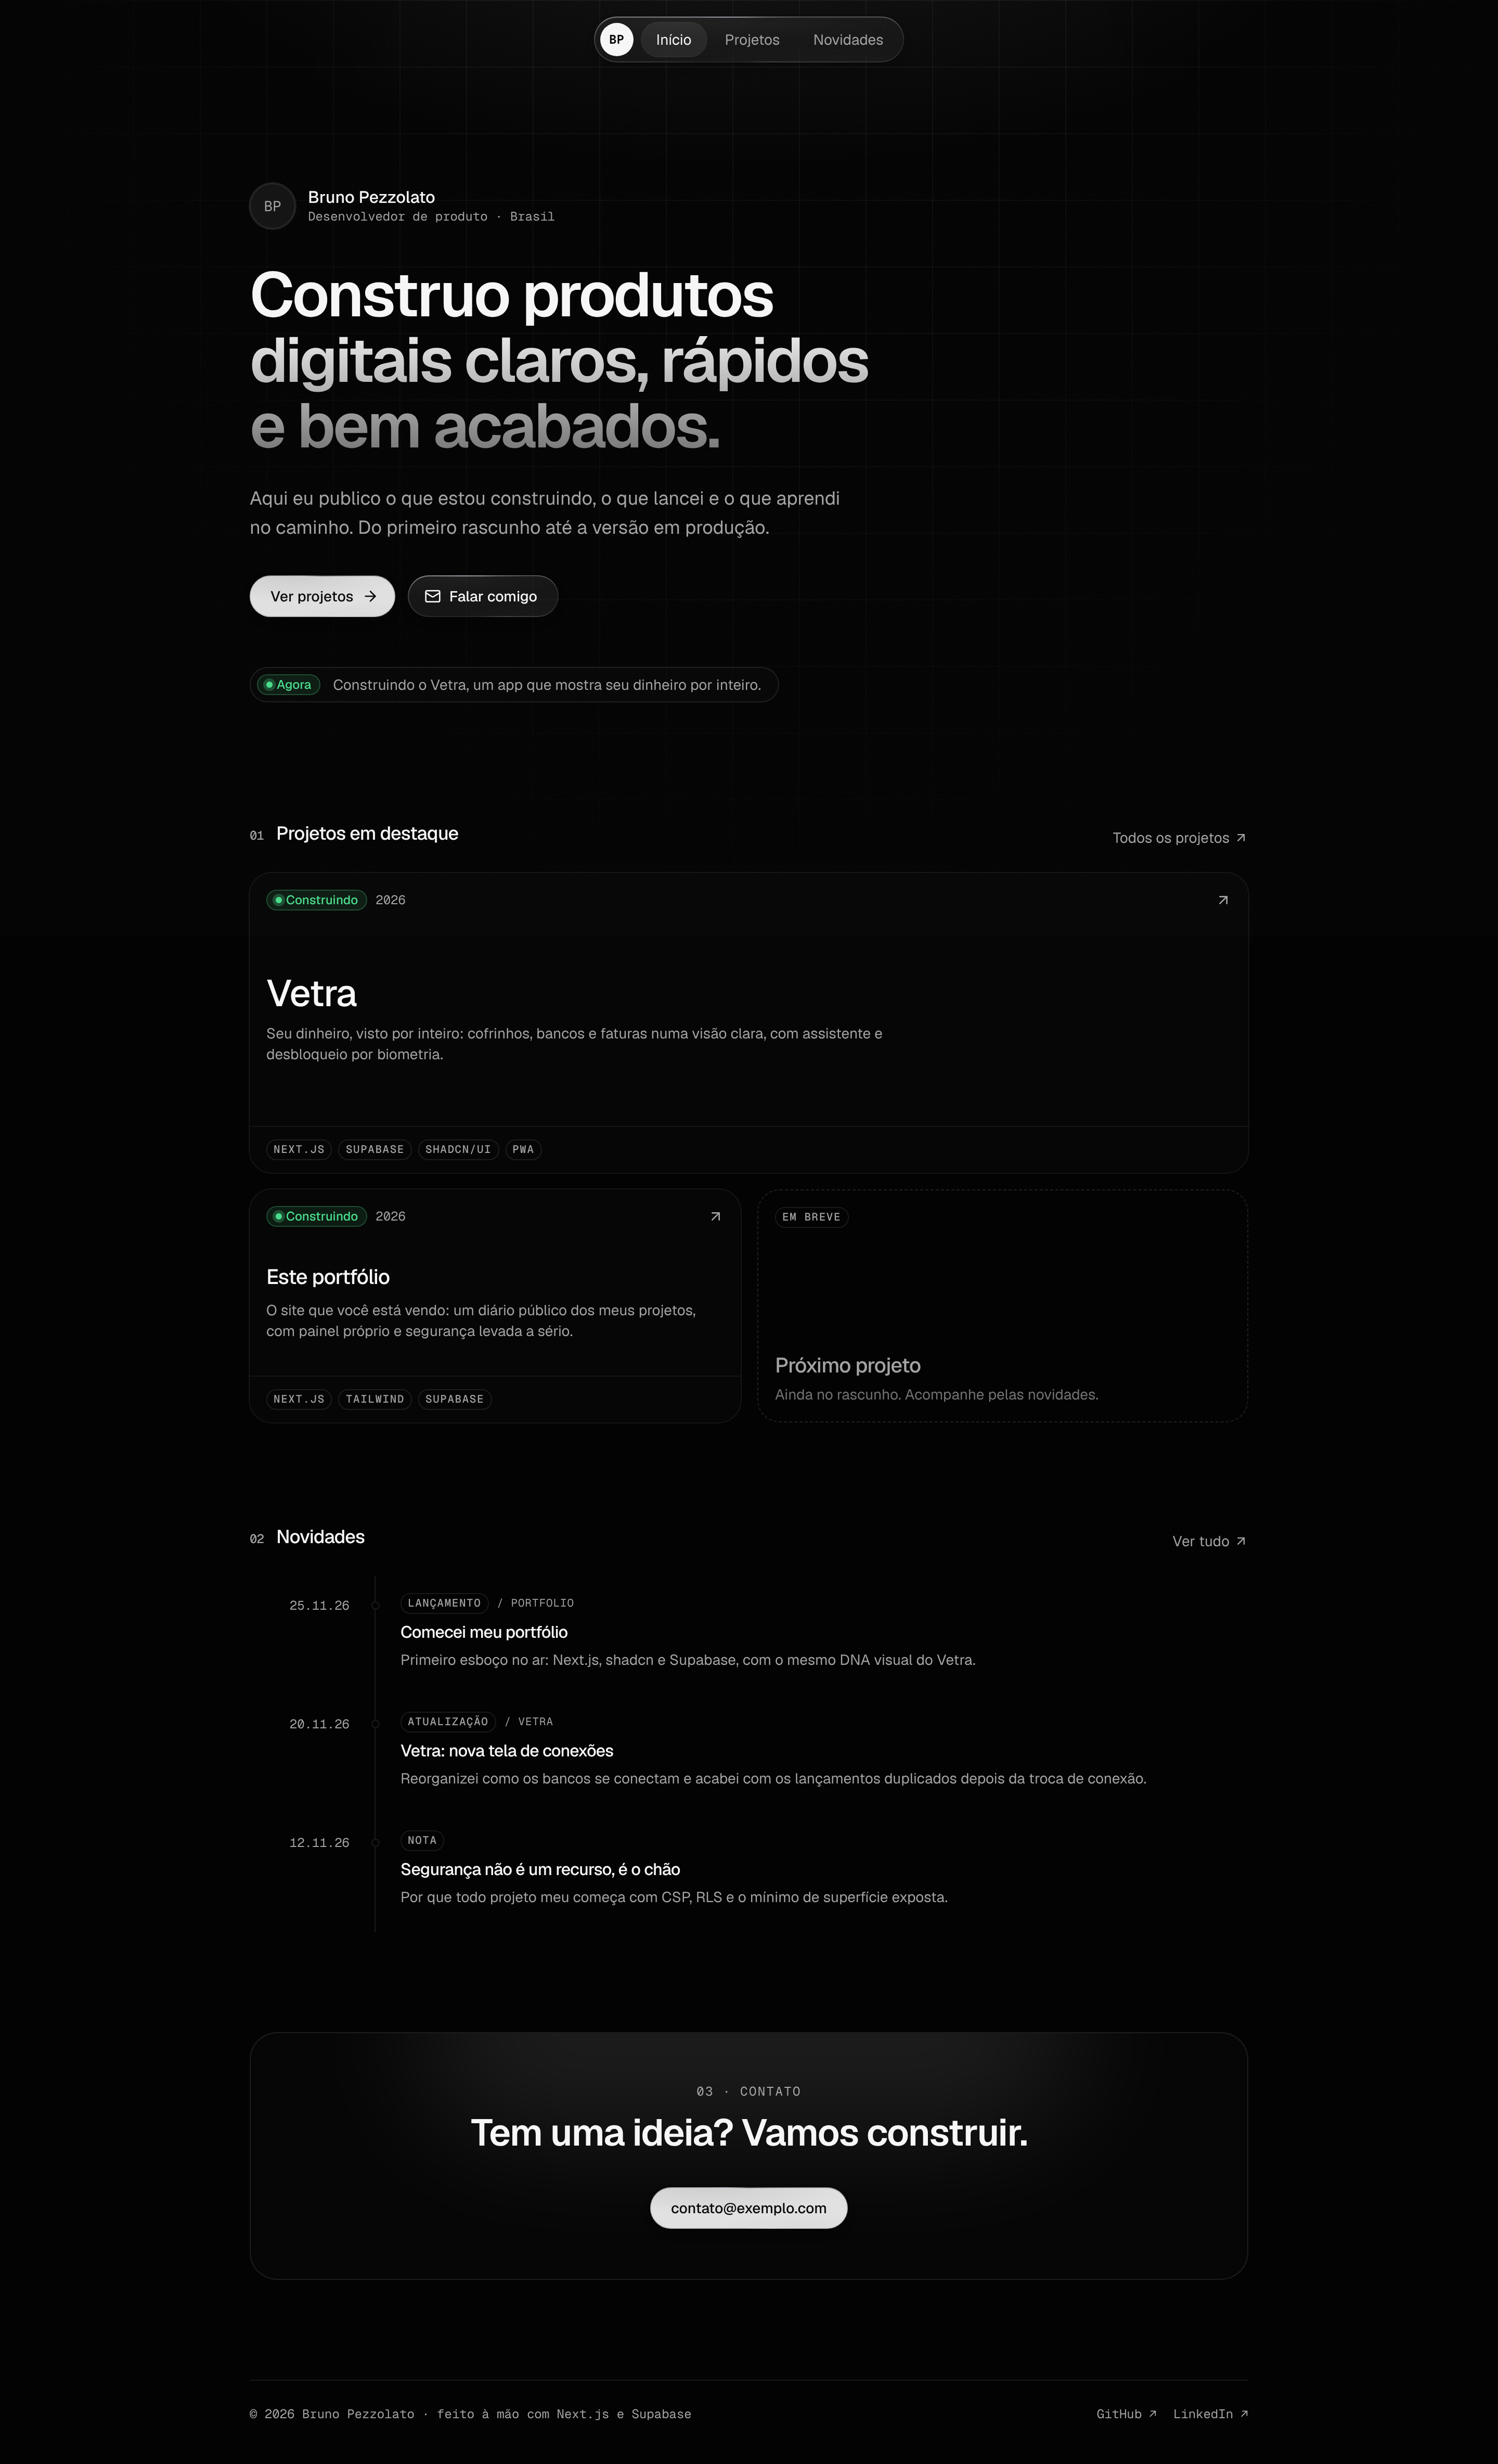 BP Início Projetos Novidades
BP
Bruno Pezzolato
Desenvolvedor de produto · Brasil
Construo produtos
digitais claros, rápidos
e bem acabados.
Aqui eu publico o que estou construindo, o que lancei e o que aprendi
no caminho. Do primeiro rascunho até a versão em produção.
Ver projetos → Falar comigo
Agora Construindo o Vetra, um app que mostra seu dinheiro por inteiro.
01 Projetos em destaque
Todos os projetos ↗
Construindo 2026 ↗
Vetra
Seu dinheiro, visto por inteiro: cofrinhos, bancos e faturas numa visão clara, com assistente e
desbloqueio por biometria.
NEXT.JS SUPABASE SHADCN/UI PWA
Construindo 2026 ↗
Este portfólio
O site que você está vendo: um diário público dos meus projetos,
com painel próprio e segurança levada a sério.
NEXT.JS TAILWIND SUPABASE
EM BREVE
Próximo projeto
Ainda no rascunho. Acompanhe pelas novidades.
02 Novidades
Ver tudo ↗
25.11.26
LANÇAMENTO / PORTFOLIO
Comecei meu portfólio
Primeiro esboço no ar: Next.js, shadcn e Supabase, com o mesmo DNA visual do Vetra.
20.11.26
ATUALIZAÇÃO / VETRA
Vetra: nova tela de conexões
Reorganizei como os bancos se conectam e acabei com os lançamentos duplicados depois da troca de conexão.
12.11.26
NOTA
Segurança não é um recurso, é o chão
Por que todo projeto meu começa com CSP, RLS e o mínimo de superfície exposta.
03 · CONTATO
Tem uma ideia? Vamos construir.
contato@exemplo.com
© 2026 Bruno Pezzolato · feito à mão com Next.js e Supabase
GitHub ↗ LinkedIn ↗